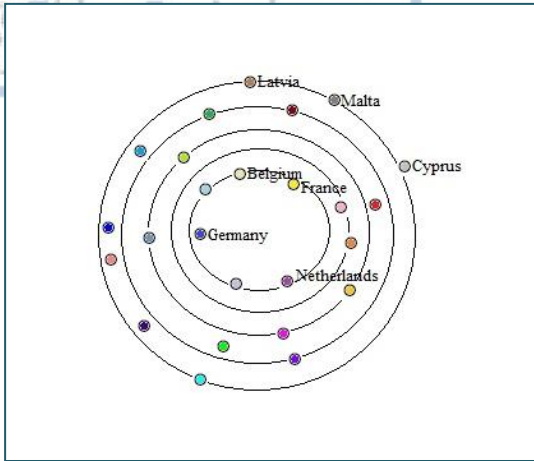 Latvia
Malta
Cyprus
Belgium
France
Germany
Netherlands